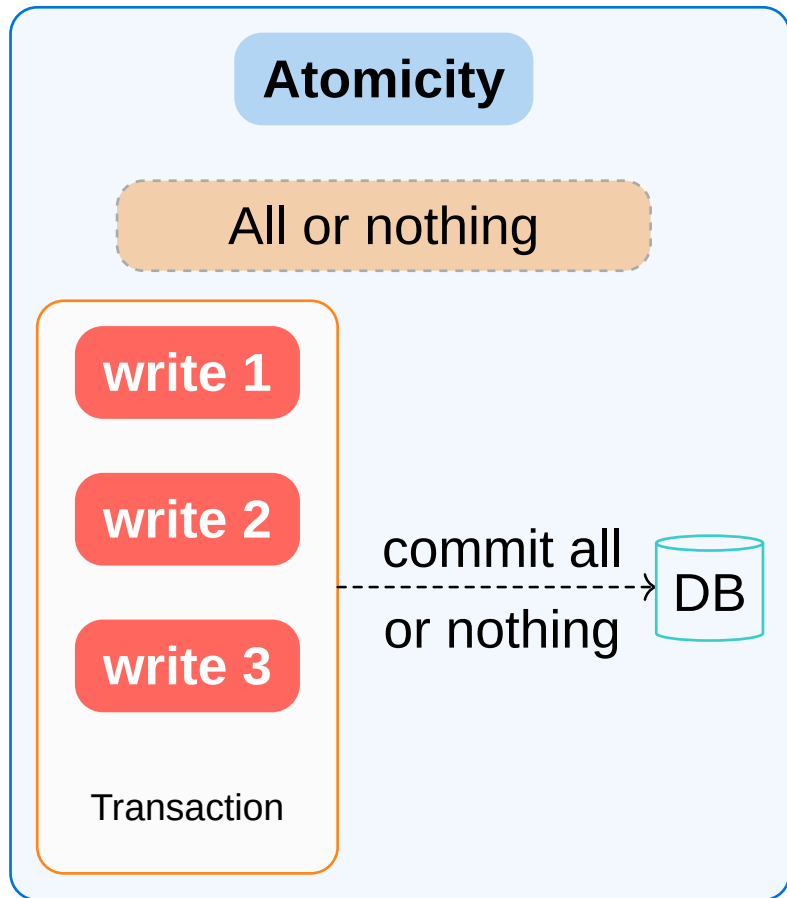 Atomicity
All or nothing
write 1
write 2
write 3
Transaction
commit all
or nothing
DB